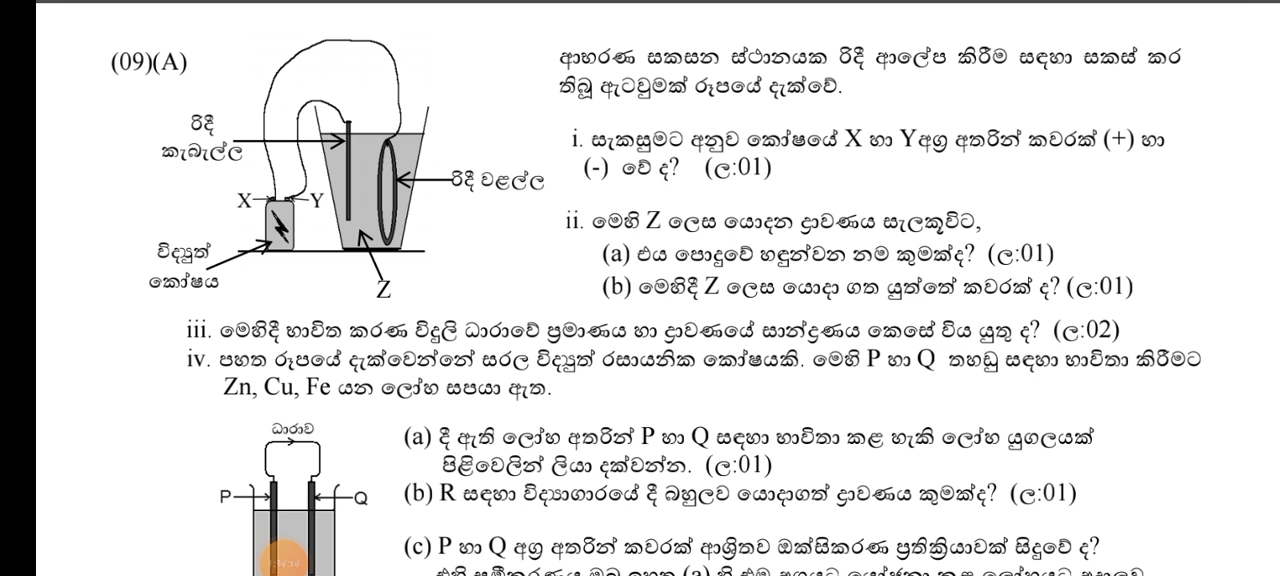 (09)(A)
ආභරණ සකසන ස්ථානයක රිදී ආලේප කිරීම සඳහා සකස් කර
තිබූ ඇටවුමක් රූපයේ දැක්වේ.
රිදී
කැබැල්ල
රිදී වළල්ල
X
Y
විද්‍යුත්
කෝෂය
Z
i. සැකසුමට අනුව කෝෂයේ X හා Y අග්‍ර අතරින් කවරක් (+) හා
(-) වේ ද? (ල:01)
ii. මෙහි Z ලෙස යොදන ද්‍රාවණය සැලකූවිට,
(a) එය පොදුවේ හඳුන්වන නම කුමක්ද? (ල:01)
(b) මෙහිදී Z ලෙස යොදා ගත යුත්තේ කවරක් ද? (ල:01)
iii. මෙහිදී භාවිත කරණ විදුලි ධාරාවේ ප්‍රමාණය හා ද්‍රාවණයේ සාන්ද්‍රණය කෙසේ විය යුතු ද? (ල:02)
iv. පහත රූපයේ දැක්වෙන්නේ සරල විද්‍යුත් රසායනික කෝෂයකි. මෙහි P හා Q තහඩු සඳහා භාවිතා කිරීමට
Zn, Cu, Fe යන ලෝහ සපයා ඇත.
ධාරාව
P
Q
(a) දී ඇති ලෝහ අතරින් P හා Q සඳහා භාවිතා කළ හැකි ලෝහ යුගලයක්
පිළිවෙලින් ලියා දක්වන්න. (ල:01)
(b) R සඳහා විද්‍යාගාරයේ දී බහුලව යොදාගත් ද්‍රාවණය කුමක්ද? (ල:01)
(c) P හා Q අග්‍ර අතරින් කවරක් ආශ්‍රිතව ඔක්සිකරණ ප්‍රතික්‍රියාවක් සිදුවේ ද?